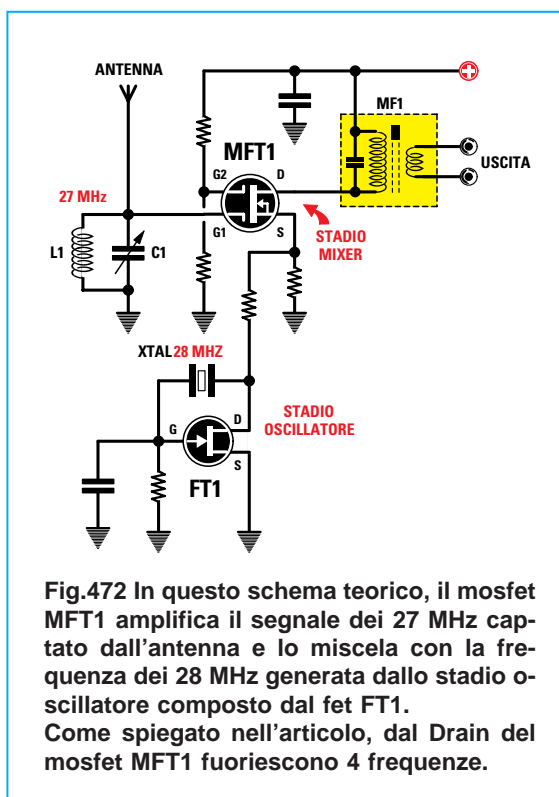 ANTENNA
MF1
USCITA
MFT1
G2
D
27 MHz
G1
S
L1
C1
STADIO
MIXER
XTAL 28 MHZ
STADIO
OSCILLATORE
G
D
S
FT1
Fig.472 In questo schema teorico, il mosfet
MFT1 amplifica il segnale dei 27 MHz cap-
tato dall'antenna e lo miscela con la fre-
quenza dei 28 MHz generata dallo stadio o-
scillatore composto dal fet FT1.
Come spiegato nell'articolo, dal Drain del
mosfet MFT1 fuoriescono 4 frequenze.